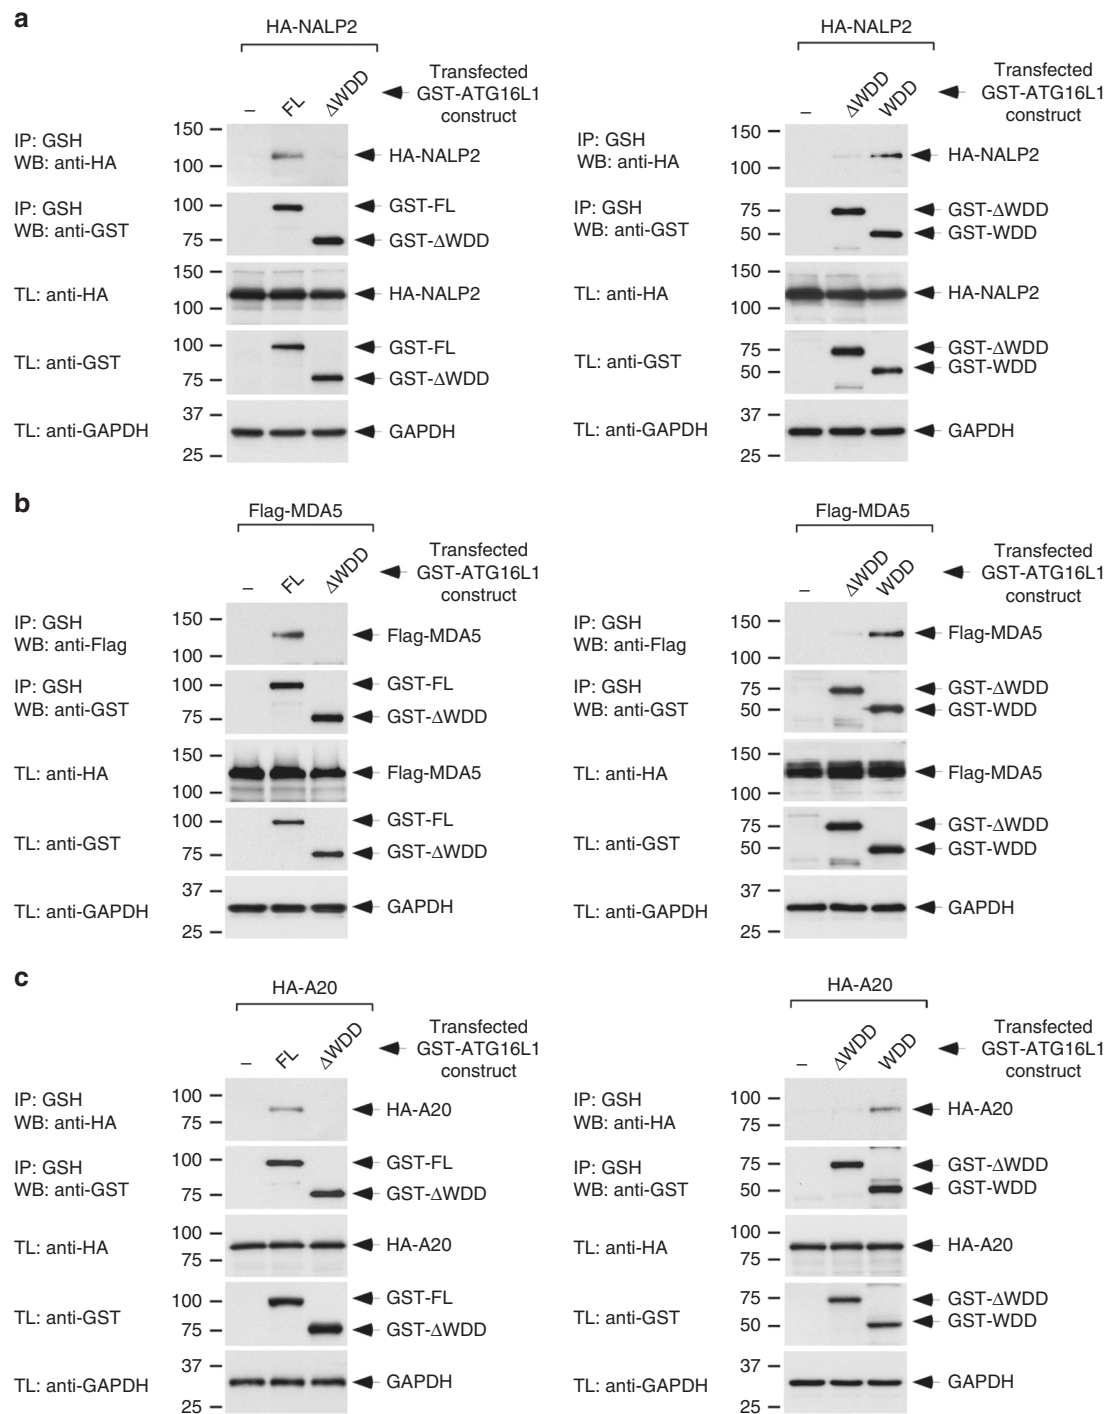 a
HA-NALP2
– FL ΔWDD
Transfected
GST-ATG16L1
construct
IP: GSH
WB: anti-HA
150
100
HA-NALP2
IP: GSH
WB: anti-GST
100
75
GST-FL
GST-ΔWDD
TL: anti-HA
150
100
HA-NALP2
TL: anti-GST
100
75
GST-FL
GST-ΔWDD
TL: anti-GAPDH
37
25
GAPDH
HA-NALP2
– ΔWDD WDD
Transfected
GST-ATG16L1
construct
IP: GSH
WB: anti-HA
150
100
HA-NALP2
IP: GSH
WB: anti-GST
75
50
GST-ΔWDD
GST-WDD
TL: anti-HA
150
100
HA-NALP2
TL: anti-GST
75
50
GST-ΔWDD
GST-WDD
TL: anti-GAPDH
37
25
GAPDH
b
Flag-MDA5
– FL ΔWDD
Transfected
GST-ATG16L1
construct
IP: GSH
WB: anti-Flag
150
100
Flag-MDA5
IP: GSH
WB: anti-GST
100
75
GST-FL
GST-ΔWDD
TL: anti-HA
150
100
Flag-MDA5
TL: anti-GST
100
75
GST-FL
GST-ΔWDD
TL: anti-GAPDH
37
25
GAPDH
Flag-MDA5
– ΔWDD WDD
Transfected
GST-ATG16L1
construct
IP: GSH
WB: anti-Flag
150
100
Flag-MDA5
IP: GSH
WB: anti-GST
75
50
GST-ΔWDD
GST-WDD
TL: anti-HA
150
100
Flag-MDA5
TL: anti-GST
75
50
GST-ΔWDD
GST-WDD
TL: anti-GAPDH
37
25
GAPDH
c
HA-A20
– FL ΔWDD
Transfected
GST-ATG16L1
construct
IP: GSH
WB: anti-HA
100
75
HA-A20
IP: GSH
WB: anti-GST
100
75
GST-FL
GST-ΔWDD
TL: anti-HA
100
75
HA-A20
TL: anti-GST
100
75
GST-FL
GST-ΔWDD
TL: anti-GAPDH
37
25
GAPDH
HA-A20
– ΔWDD WDD
Transfected
GST-ATG16L1
construct
IP: GSH
WB: anti-HA
100
75
HA-A20
IP: GSH
WB: anti-GST
75
50
GST-ΔWDD
GST-WDD
TL: anti-HA
100
75
HA-A20
TL: anti-GST
75
50
GST-ΔWDD
GST-WDD
TL: anti-GAPDH
37
25
GAPDH